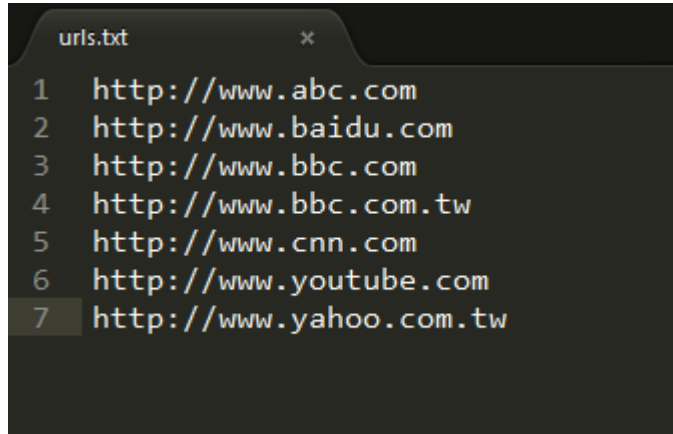 urls.txt ×
1 http://www.abc.com
2 http://www.baidu.com
3 http://www.bbc.com
4 http://www.bbc.com.tw
5 http://www.cnn.com
6 http://www.youtube.com
7 http://www.yahoo.com.tw